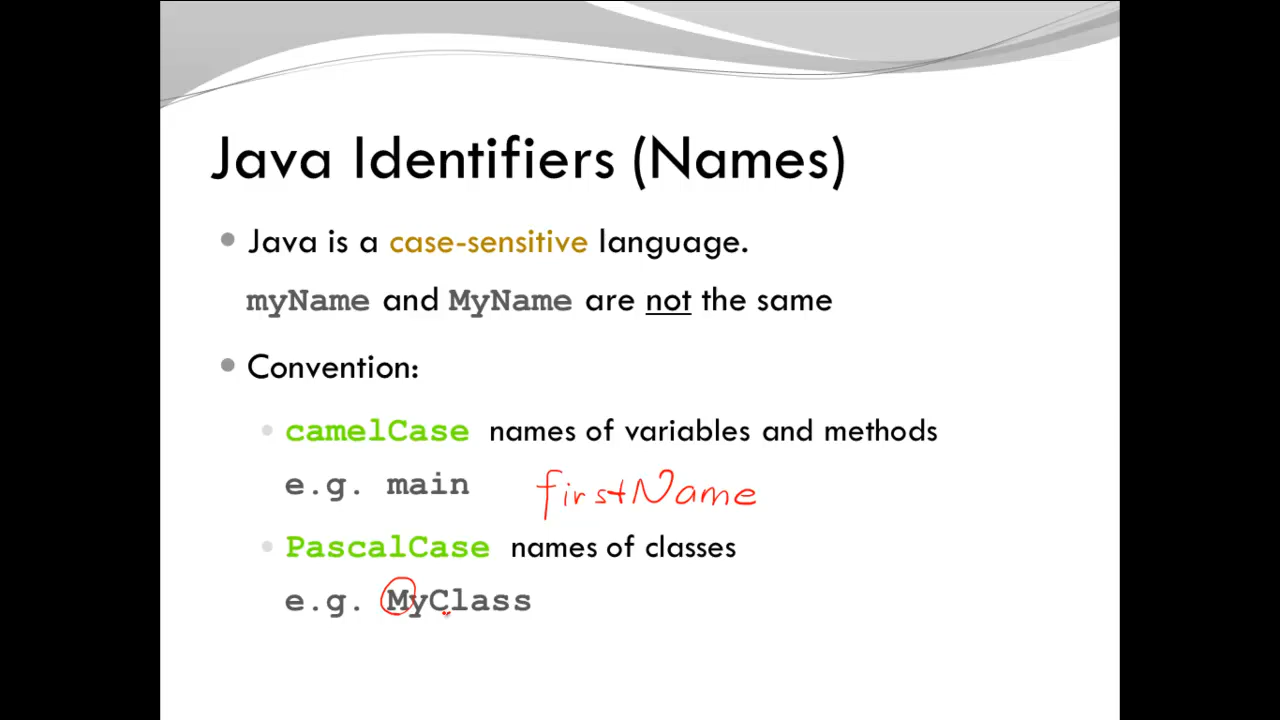 Java Identifiers (Names)
Java is a case-sensitive language.
myName and MyName are not the same
Convention:
camelCase names of variables and methods
e.g. main firstName
PascalCase names of classes
e.g. MyClass